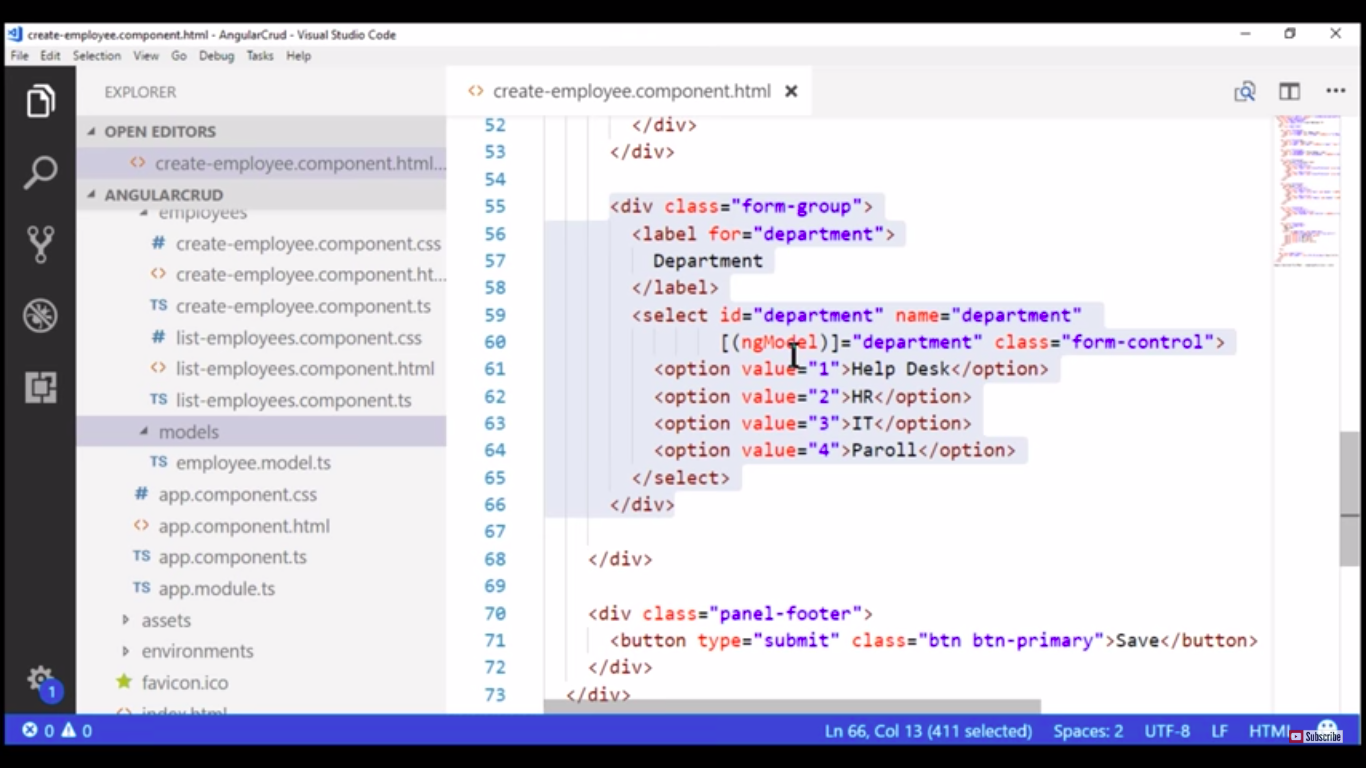 create-employee.component.html - AngularCrud - Visual Studio Code
File Edit Selection View Go Debug Tasks Help
EXPLORER
OPEN EDITORS
create-employee.component.html...
ANGULARCRUD
employees
create-employee.component.css
create-employee.component.ht...
TS create-employee.component.ts
list-employees.component.css
list-employees.component.html
TS list-employees.component.ts
models
TS employee.model.ts
app.component.css
app.component.html
TS app.component.ts
TS app.module.ts
assets
environments
favicon.ico
index.html
1
create-employee.component.html
52 </div>
53 </div>
54
55 <div class="form-group">
56 <label for="department">
57 Department
58 </label>
59 <select id="department" name="department"
60 [(ngModel)]="department" class="form-control">
61 <option value="1">Help Desk</option>
62 <option value="2">HR</option>
63 <option value="3">IT</option>
64 <option value="4">Paroll</option>
65 </select>
66 </div>
67
68 </div>
69
70 <div class="panel-footer">
71 <button type="submit" class="btn btn-primary">Save</button>
72 </div>
73 </div>
0 0 Ln 66, Col 13 (411 selected) Spaces: 2 UTF-8 LF HTML
Subscribe